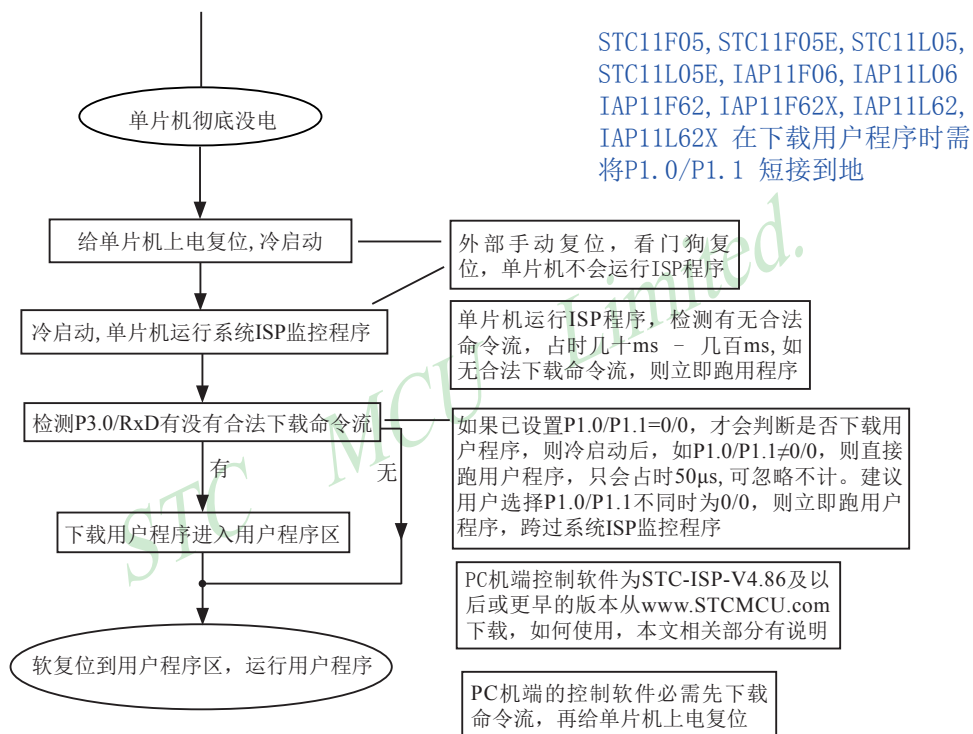 STC11F05,STC11F05E,STC11L05,
STC11L05E,IAP11F06,IAP11L06
IAP11F62,IAP11F62X,IAP11L62,
IAP11L62X 在下载用户程序时需
将P1.0/P1.1 短接到地
单片机彻底没电
给单片机上电复位,冷启动
外部手动复位，看门狗复
位，单片机不会运行ISP程序
冷启动,单片机运行系统ISP监控程序
单片机运行ISP程序，检测有无合法
命令流，占时几十ms - 几百ms,如
无合法下载命令流，则立即跑用程序
检测P3.0/RxD有没有合法下载命令流
如果已设置P1.0/P1.1=0/0，才会判断是否下载用
户程序，则冷启动后，如P1.0/P1.1≠0/0，则直接
跑用户程序，只会占时50μs,可忽略不计。建议
用户选择P1.0/P1.1不同时为0/0，则立即跑用户
程序，跨过系统ISP监控程序
有
无
下载用户程序进入用户程序区
PC机端控制软件为STC-ISP-V4.86及以
后或更早的版本从www.STCMCU.com
下载，如何使用，本文相关部分有说明
软复位到用户程序区，运行用户程序
PC机端的控制软件必需先下载
命令流，再给单片机上电复位
STC MCU Limited.